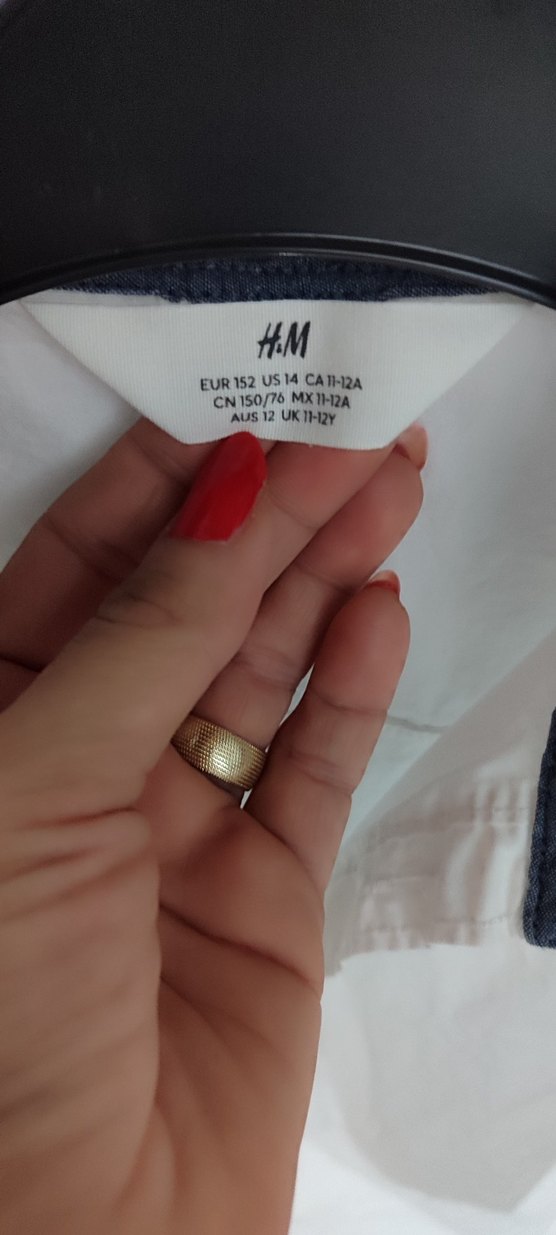 H&M
EUR 152 US 14 CA 11-12A
CN 150/76 MX 11-12A
AUS 12 UK 11-12Y